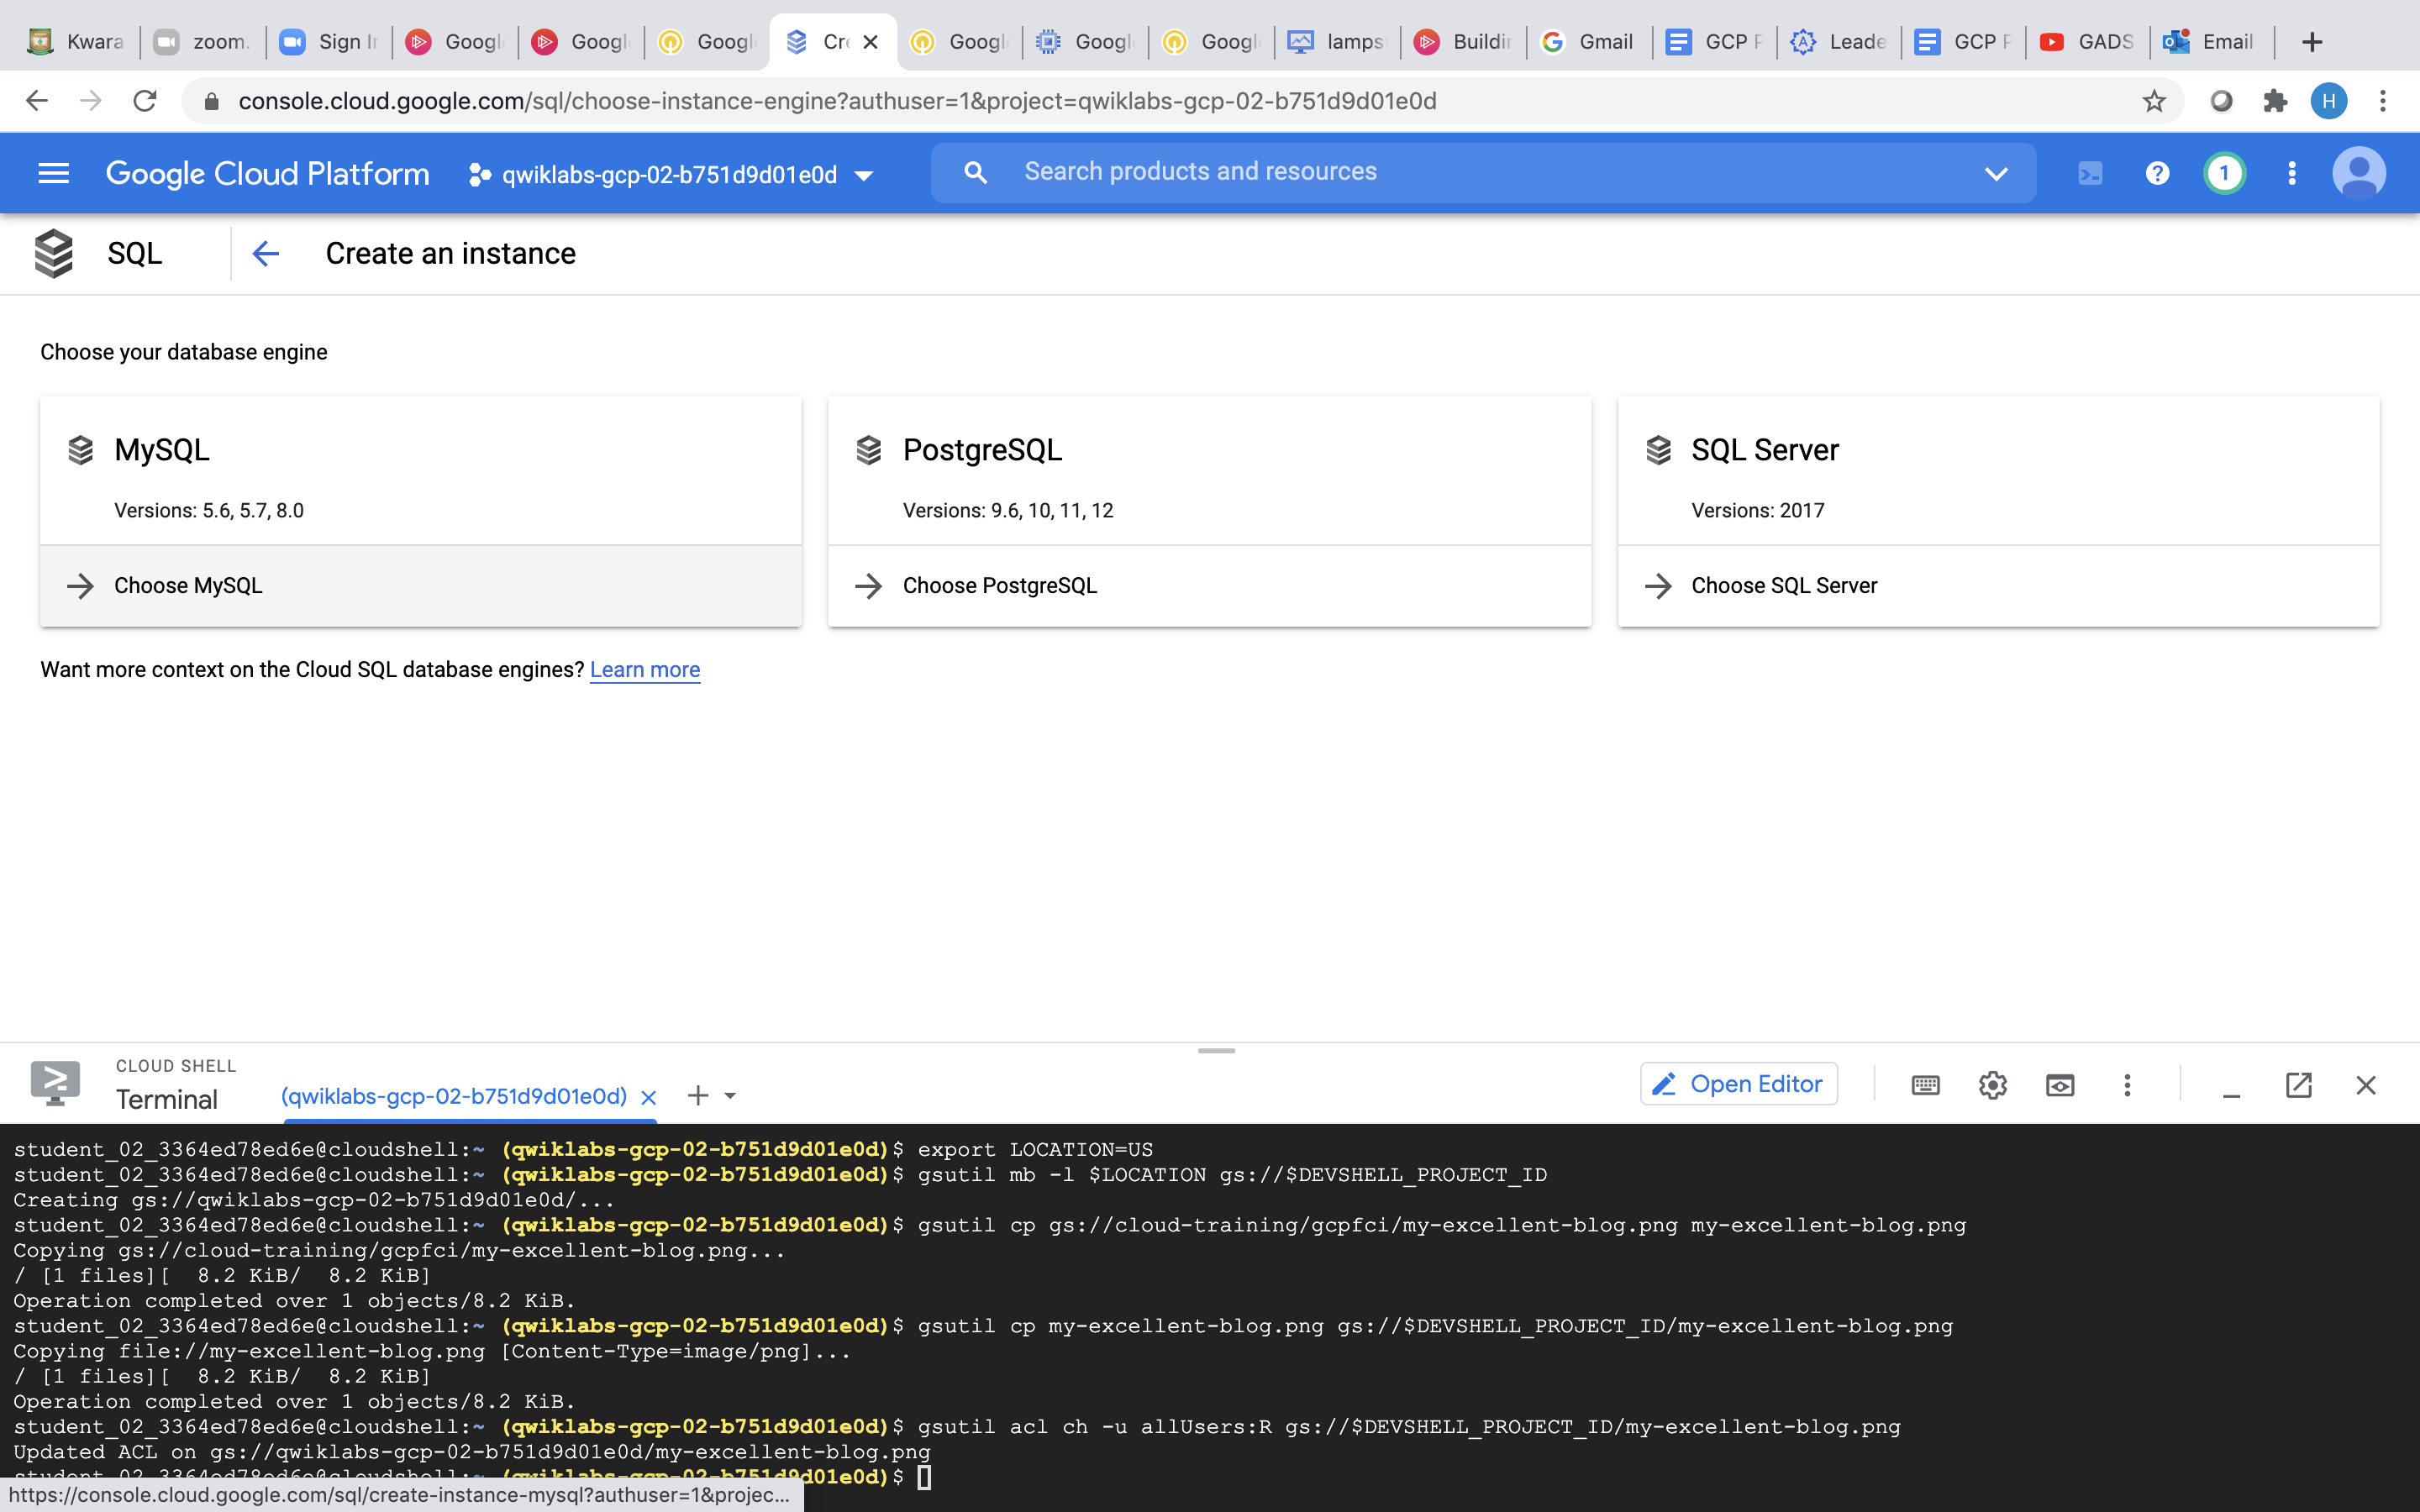 Kwara zoom. Sign In Googl Googl Googl Cre Googl Googl Googl lamps Buildin Gmail GCP P Leade GCP P GADS Email
console.cloud.google.com/sql/choose-instance-engine?authuser=1&project=qwiklabs-gcp-02-b751d9d01e0d H
Google Cloud Platform qwiklabs-gcp-02-b751d9d01e0d Search products and resources 1
SQL Create an instance
Choose your database engine
MySQL
Versions: 5.6, 5.7, 8.0
Choose MySQL
PostgreSQL
Versions: 9.6, 10, 11, 12
Choose PostgreSQL
SQL Server
Versions: 2017
Choose SQL Server
Want more context on the Cloud SQL database engines? Learn more
CLOUD SHELL
Terminal (qwiklabs-gcp-02-b751d9d01e0d) Open Editor
student_02_3364ed78ed6e@cloudshell:~ (qwiklabs-gcp-02-b751d9d01e0d)$ export LOCATION=US
student_02_3364ed78ed6e@cloudshell:~ (qwiklabs-gcp-02-b751d9d01e0d)$ gsutil mb -l $LOCATION gs://$DEVSHELL_PROJECT_ID
Creating gs://qwiklabs-gcp-02-b751d9d01e0d/...
student_02_3364ed78ed6e@cloudshell:~ (qwiklabs-gcp-02-b751d9d01e0d)$ gsutil cp gs://cloud-training/gcpfci/my-excellent-blog.png my-excellent-blog.png
Copying gs://cloud-training/gcpfci/my-excellent-blog.png...
/ [1 files][  8.2 KiB/  8.2 KiB]
Operation completed over 1 objects/8.2 KiB.
student_02_3364ed78ed6e@cloudshell:~ (qwiklabs-gcp-02-b751d9d01e0d)$ gsutil cp my-excellent-blog.png gs://$DEVSHELL_PROJECT_ID/my-excellent-blog.png
Copying file://my-excellent-blog.png [Content-Type=image/png]...
/ [1 files][  8.2 KiB/  8.2 KiB]
Operation completed over 1 objects/8.2 KiB.
student_02_3364ed78ed6e@cloudshell:~ (qwiklabs-gcp-02-b751d9d01e0d)$ gsutil acl ch -u allUsers:R gs://$DEVSHELL_PROJECT_ID/my-excellent-blog.png
Updated ACL on gs://qwiklabs-gcp-02-b751d9d01e0d/my-excellent-blog.png
student_02_3364ed78ed6e@cloudshell:~ (qwiklabs-gcp-02-b751d9d01e0d)$
https://console.cloud.google.com/sql/create-instance-mysql?authuser=1&projec...